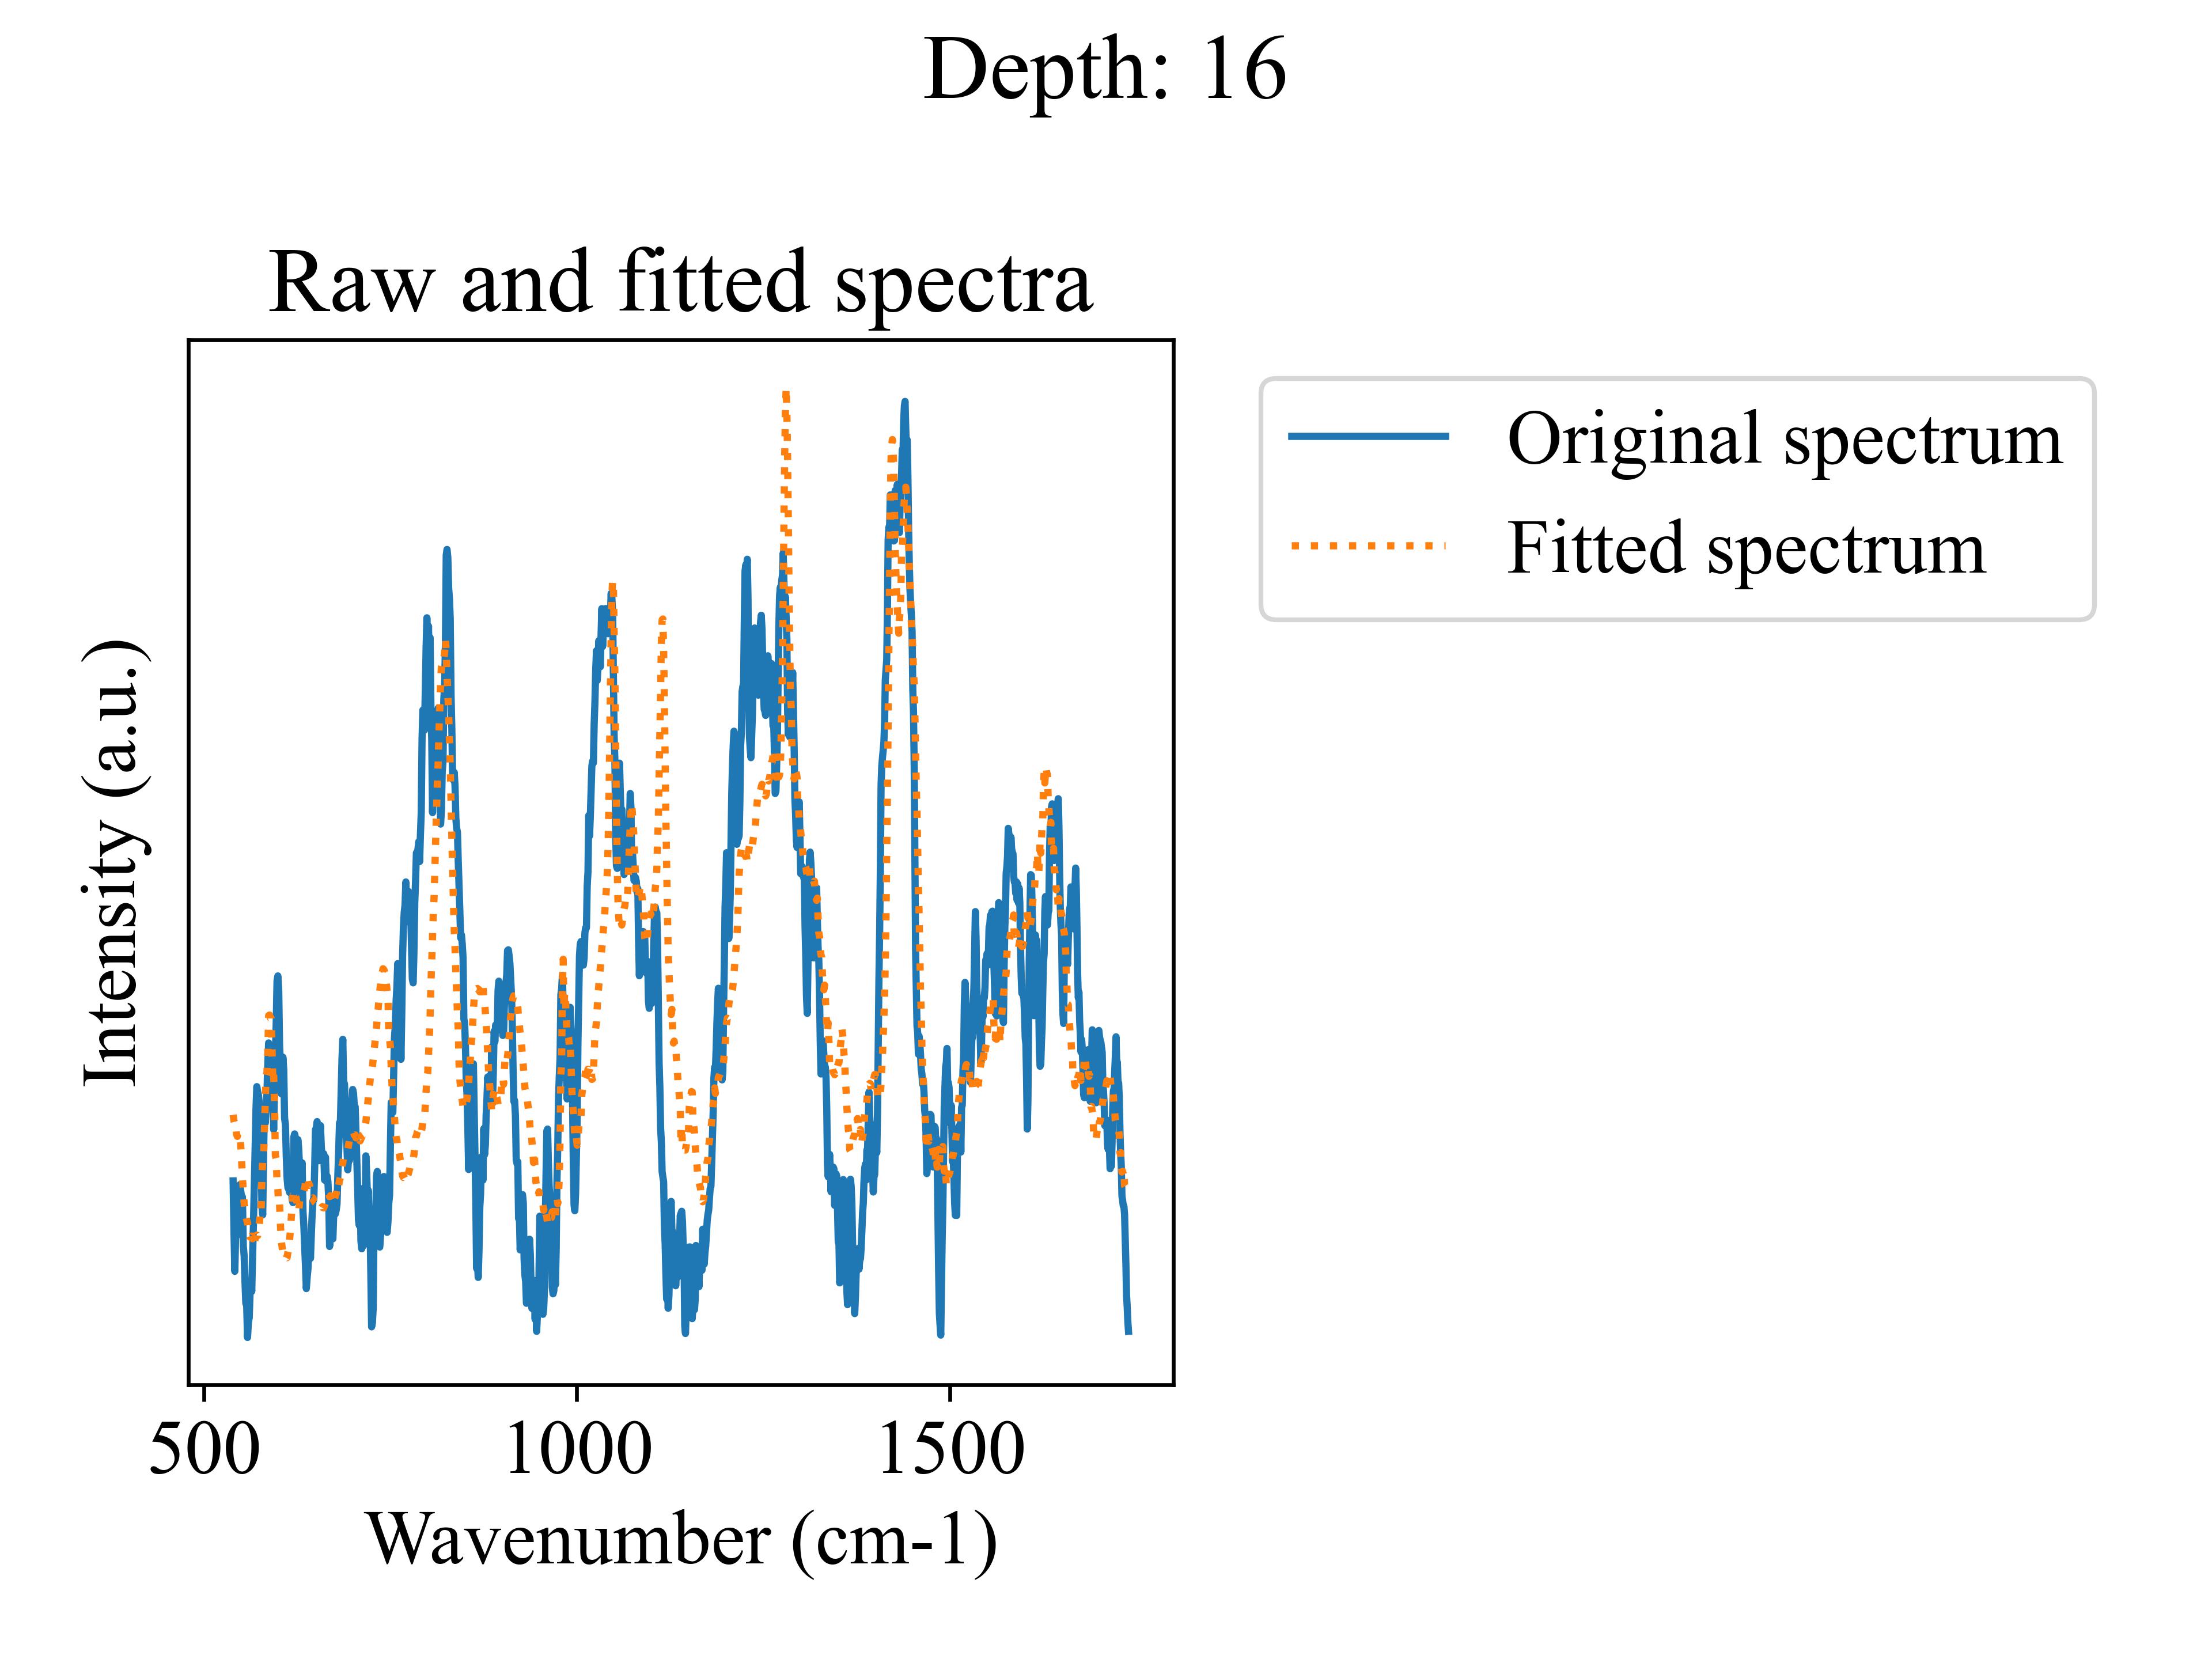 Depth: 16
Raw and fitted spectra
Original spectrum
Fitted spectrum
Intensity (a.u.)
500 1000 1500
Wavenumber (cm-1)